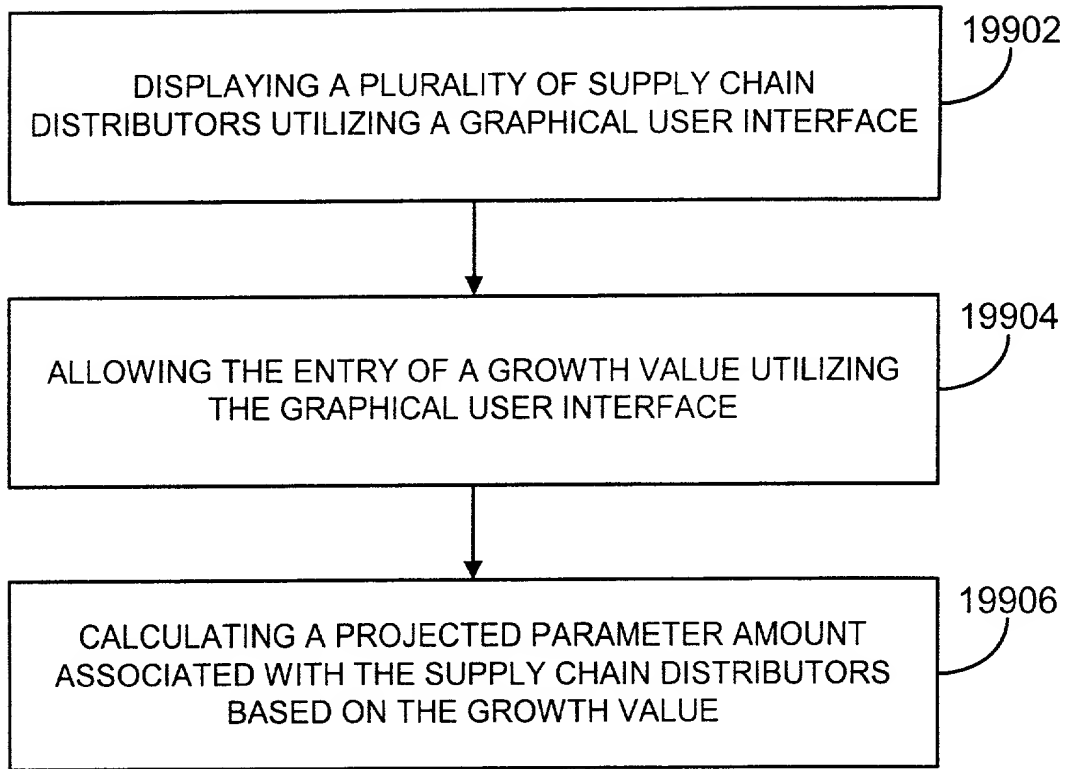 19902
DISPLAYING A PLURALITY OF SUPPLY CHAIN
DISTRIBUTORS UTILIZING A GRAPHICAL USER INTERFACE
19904
ALLOWING THE ENTRY OF A GROWTH VALUE UTILIZING
THE GRAPHICAL USER INTERFACE
19906
CALCULATING A PROJECTED PARAMETER AMOUNT
ASSOCIATED WITH THE SUPPLY CHAIN DISTRIBUTORS
BASED ON THE GROWTH VALUE